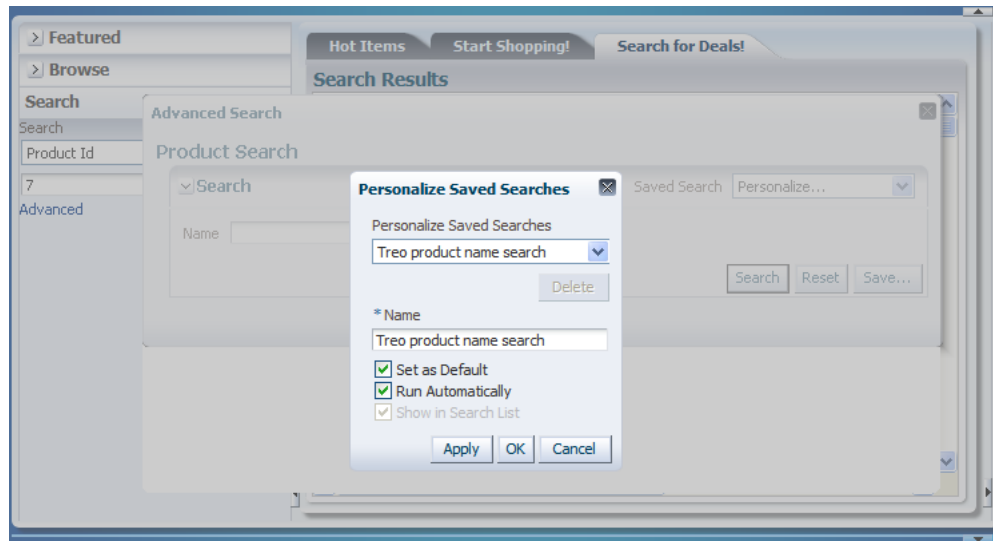 Featured
Browse
Search
Search
Product Id
7
Advanced
Hot Items
Start Shopping!
Search for Deals!
Search Results
Advanced Search
Product Search
Search
Saved Search
Personalize...
Name
Search
Reset
Save...
Personalize Saved Searches
Personalize Saved Searches
Treo product name search
Delete
* Name
Treo product name search
Set as Default
Run Automatically
Show in Search List
Apply
OK
Cancel